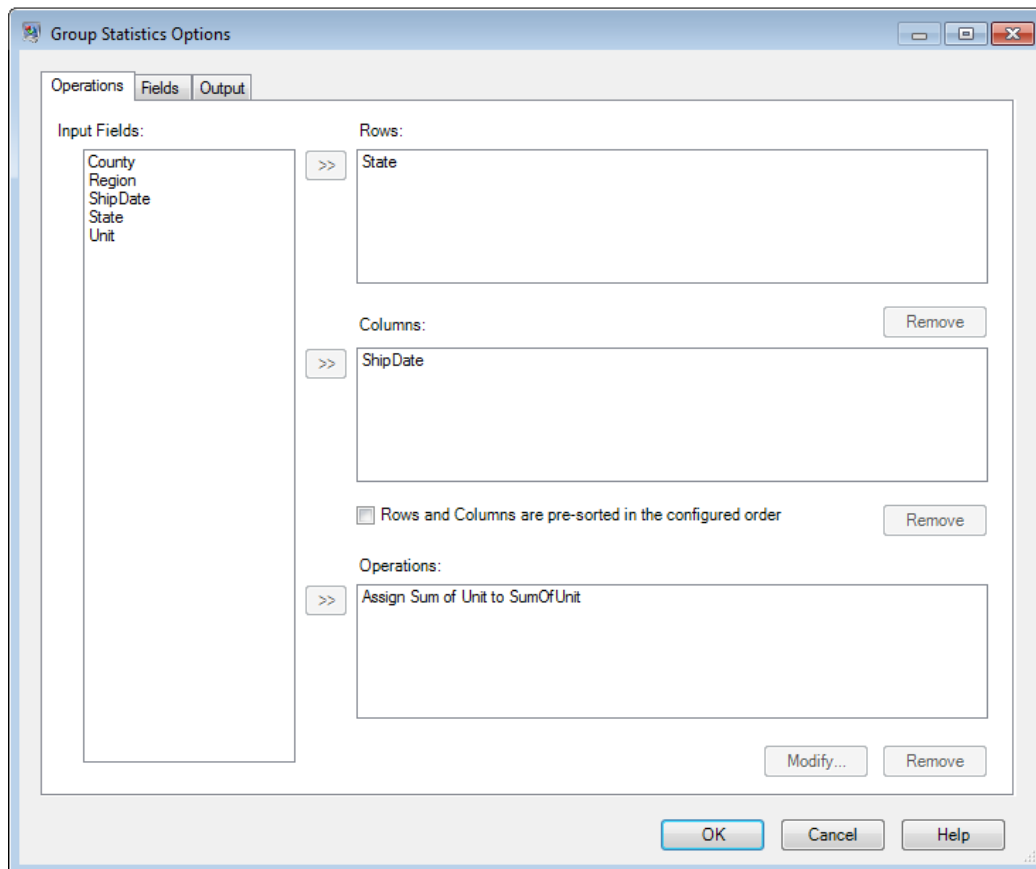 Group Statistics Options
Operations Fields Output
Input Fields:
County
Region
ShipDate
State
Unit
Rows:
>>
State
Remove
Columns:
>>
ShipDate
Rows and Columns are pre-sorted in the configured order
Remove
Operations:
>>
Assign Sum of Unit to SumOfUnit
Modify... Remove
OK Cancel Help